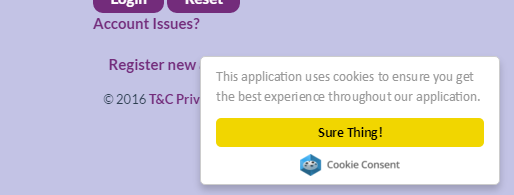 Login Reset
Account Issues?
Register new
© 2016 T&C Priv
This application uses cookies to ensure you get
the best experience throughout our application.
Sure Thing!
Cookie Consent